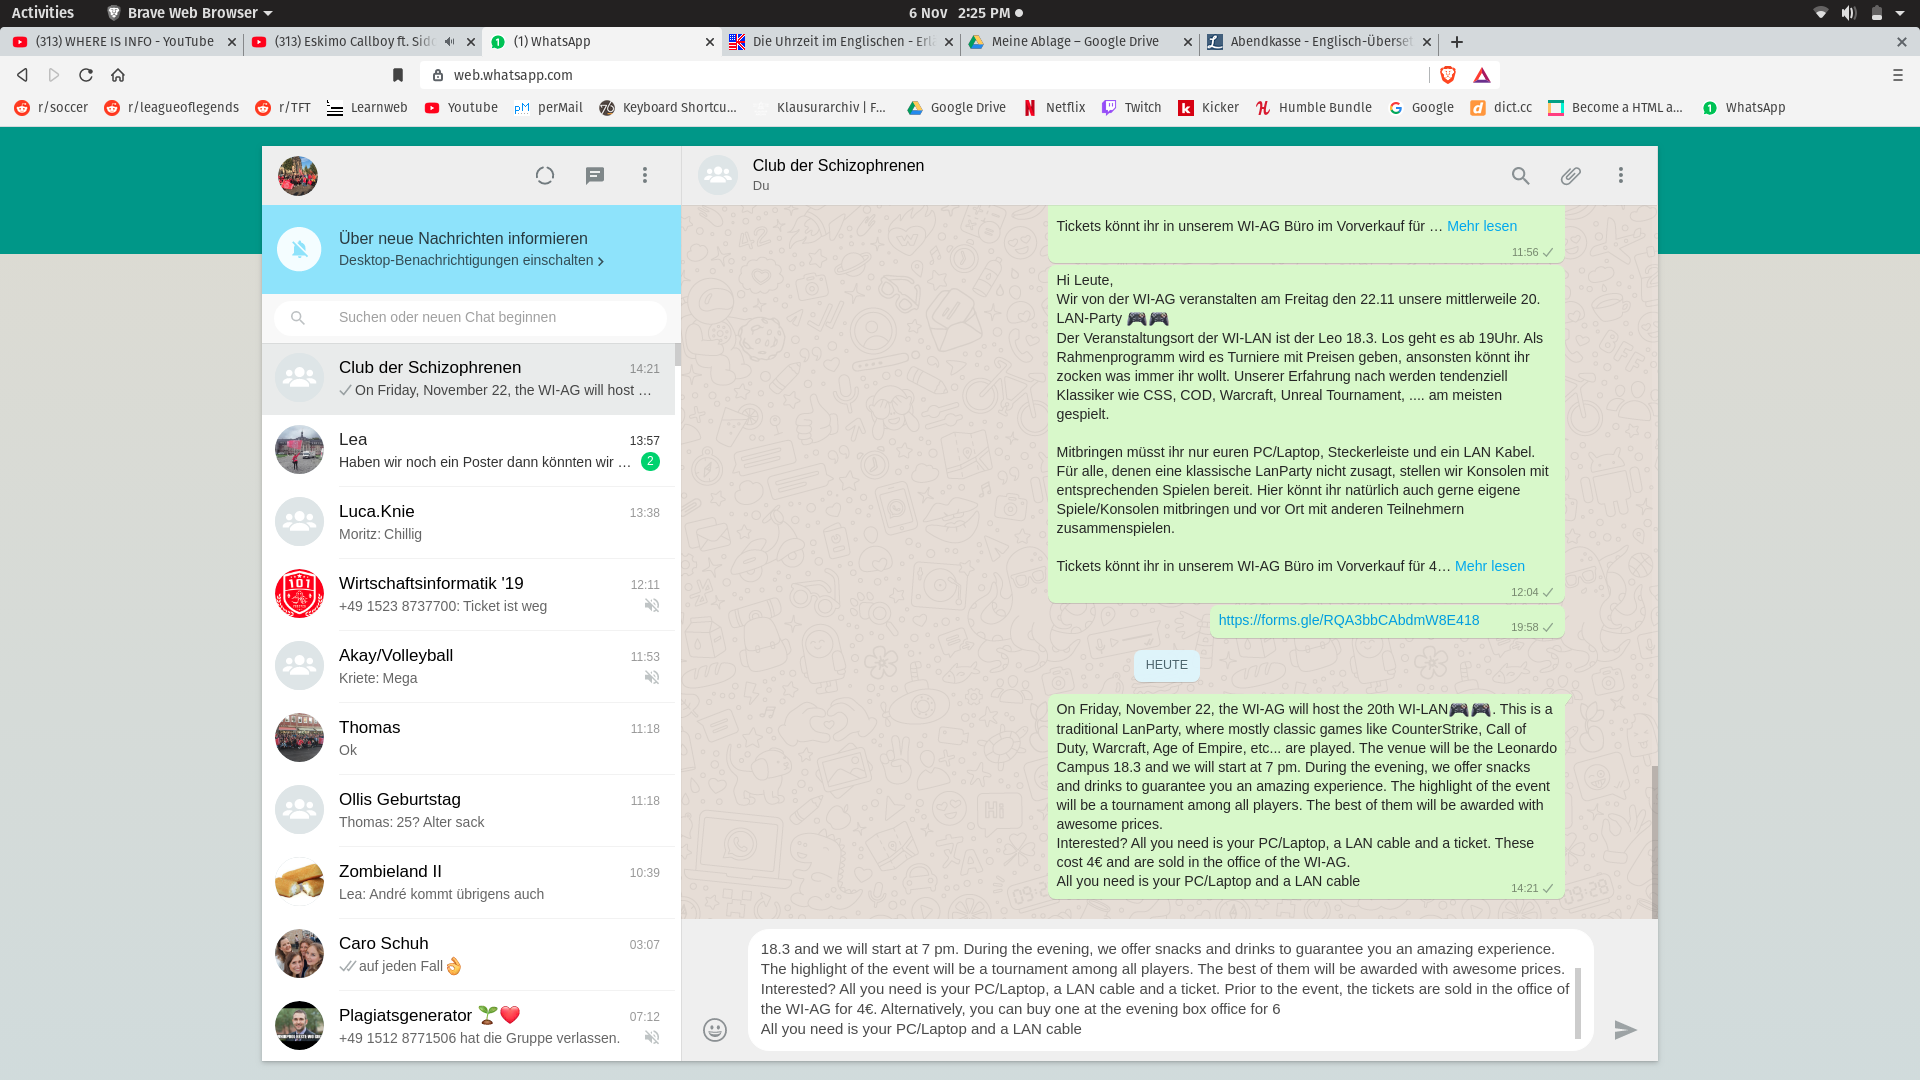 Activities
Brave Web Browser
6 Nov 2:25 PM
(313) WHERE IS INFO - YouTube
(313) Eskimo Callboy ft. Sido
(1) WhatsApp
Die Uhrzeit im Englischen - Erl
Meine Ablage – Google Drive
Abendkasse - Englisch-Überset
web.whatsapp.com
r/soccer
r/leagueoflegends
r/TFT
Learnweb
Youtube
perMail
Keyboard Shortcu...
Klausurarchiv | F...
Google Drive
Netflix
Twitch
Kicker
Humble Bundle
Google
dict.cc
Become a HTML a...
WhatsApp
Über neue Nachrichten informieren
Desktop-Benachrichtigungen einschalten
Suchen oder neuen Chat beginnen
Club der Schizophrenen 14:21
On Friday, November 22, the WI-AG will host …
Lea 13:57
Haben wir noch ein Poster dann könnten wir … 2
Luca.Knie 13:38
Moritz: Chillig
101
Wirtschaftsinformatik '19 12:11
+49 1523 8737700: Ticket ist weg
Akay/Volleyball 11:53
Kriete: Mega
Thomas 11:18
Ok
Ollis Geburtstag 11:18
Thomas: 25? Alter sack
Zombieland II 10:39
Lea: André kommt übrigens auch
Caro Schuh 03:07
auf jeden Fall 👌
Plagiatsgenerator 🌱❤️ 07:12
+49 1512 8771506 hat die Gruppe verlassen.
Club der Schizophrenen
Du
Tickets könnt ihr in unserem WI-AG Büro im Vorverkauf für … Mehr lesen
11:56
Hi Leute,
Wir von der WI-AG veranstalten am Freitag den 22.11 unsere mittlerweile 20.
LAN-Party 🎮🎮
Der Veranstaltungsort der WI-LAN ist der Leo 18.3. Los geht es ab 19Uhr. Als
Rahmenprogramm wird es Turniere mit Preisen geben, ansonsten könnt ihr
zocken was immer ihr wollt. Unserer Erfahrung nach werden tendenziell
Klassiker wie CSS, COD, Warcraft, Unreal Tournament, .... am meisten
gespielt.
Mitbringen müsst ihr nur euren PC/Laptop, Steckerleiste und ein LAN Kabel.
Für alle, denen eine klassische LanParty nicht zusagt, stellen wir Konsolen mit
entsprechenden Spielen bereit. Hier könnt ihr natürlich auch gerne eigene
Spiele/Konsolen mitbringen und vor Ort mit anderen Teilnehmern
zusammenspielen.
Tickets könnt ihr in unserem WI-AG Büro im Vorverkauf für 4… Mehr lesen
12:04
https://forms.gle/RQA3bbCAbdmW8E418 19:58
HEUTE
On Friday, November 22, the WI-AG will host the 20th WI-LAN🎮🎮. This is a
traditional LanParty, where mostly classic games like CounterStrike, Call of
Duty, Warcraft, Age of Empire, etc... are played. The venue will be the Leonardo
Campus 18.3 and we will start at 7 pm. During the evening, we offer snacks
and drinks to guarantee you an amazing experience. The highlight of the event
will be a tournament among all players. The best of them will be awarded with
awesome prices.
Interested? All you need is your PC/Laptop, a LAN cable and a ticket. These
cost 4€ and are sold in the office of the WI-AG.
All you need is your PC/Laptop and a LAN cable 14:21
18.3 and we will start at 7 pm. During the evening, we offer snacks and drinks to guarantee you an amazing experience.
The highlight of the event will be a tournament among all players. The best of them will be awarded with awesome prices.
Interested? All you need is your PC/Laptop, a LAN cable and a ticket. Prior to the event, the tickets are sold in the office of
the WI-AG for 4€. Alternatively, you can buy one at the evening box office for 6
All you need is your PC/Laptop and a LAN cable